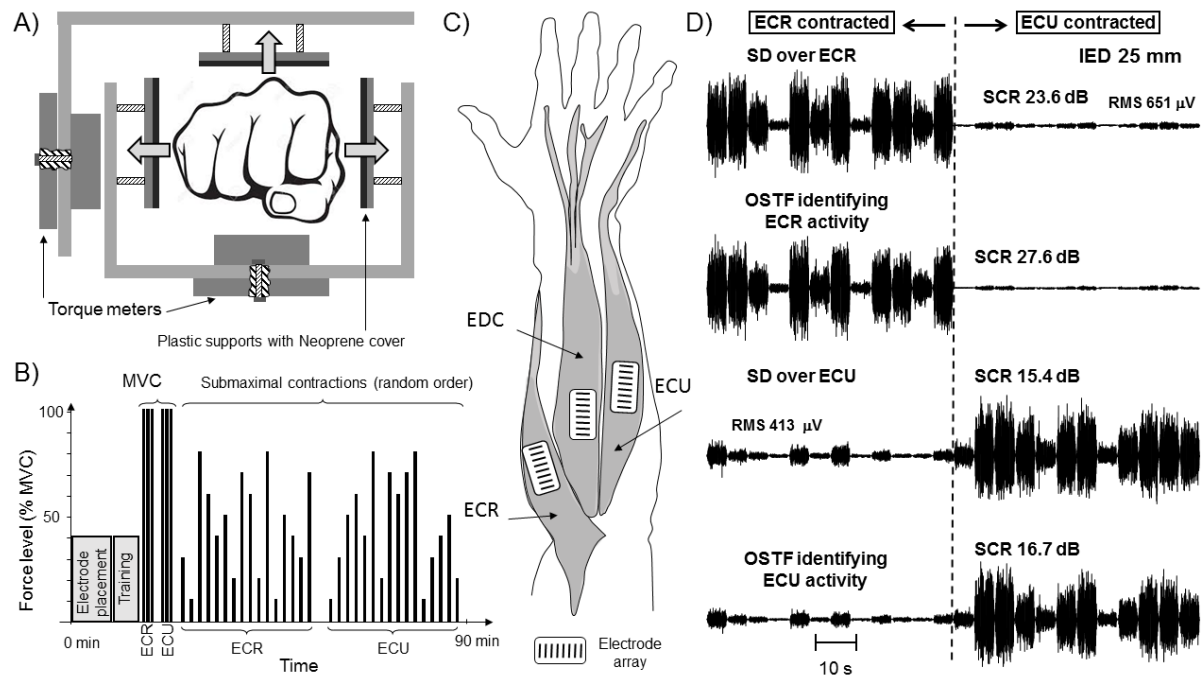 A)
Torque meters
Plastic supports with Neoprene cover
B)
MVC
Submaximal contractions (random order)
100
50
Force level (% MVC)
Electrode
placement
Training
0 min
ECR
ECU
ECR
ECU
90 min
Time
C)
EDC
ECU
ECR
Electrode
array
D)
ECR contracted
ECU contracted
SD over ECR
IED 25 mm
SCR 23.6 dB
RMS 651 µV
OSTF identifying
ECR activity
SCR 27.6 dB
SD over ECU
SCR 15.4 dB
RMS 413 µV
OSTF identifying
ECU activity
SCR 16.7 dB
10 s